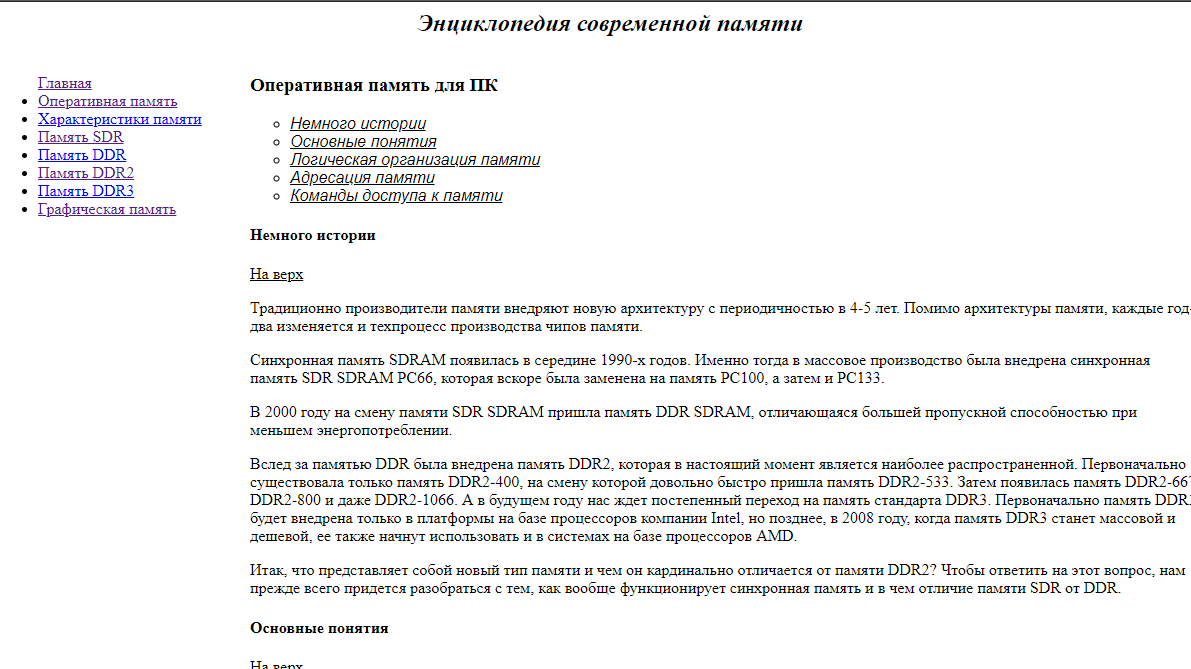 Энциклопедия современной памяти
Главная
Оперативная память
Характеристики памяти
Память SDR
Память DDR
Память DDR2
Память DDR3
Графическая память
Оперативная память для ПК
Немного истории
Основные понятия
Логическая организация памяти
Адресация памяти
Команды доступа к памяти
Немного истории
На верх
Традиционно производители памяти внедряют новую архитектуру с периодичностью в 4-5 лет. Помимо архитектуры памяти, каждые год-
два изменяется и техпроцесс производства чипов памяти.
Синхронная память SDRAM появилась в середине 1990-х годов. Именно тогда в массовое производство была внедрена синхронная
память SDR SDRAM PC66, которая вскоре была заменена на память PC100, а затем и PC133.
В 2000 году на смену памяти SDR SDRAM пришла память DDR SDRAM, отличающаяся большей пропускной способностью при
меньшем энергопотреблении.
Вслед за памятью DDR была внедрена память DDR2, которая в настоящий момент является наиболее распространенной. Первоначально
существовала только память DDR2-400, на смену которой довольно быстро пришла память DDR2-533. Затем появилась память DDR2-667
DDR2-800 и даже DDR2-1066. А в будущем году нас ждет постепенный переход на память стандарта DDR3. Первоначально память DDR3
будет внедрена только в платформы на базе процессоров компании Intel, но позднее, в 2008 году, когда память DDR3 станет массовой и
дешевой, ее также начнут использовать и в системах на базе процессоров AMD.
Итак, что представляет собой новый тип памяти и чем он кардинально отличается от памяти DDR2? Чтобы ответить на этот вопрос, нам
прежде всего придется разобраться с тем, как вообще функционирует синхронная память и в чем отличие памяти SDR от DDR.
Основные понятия
На верх